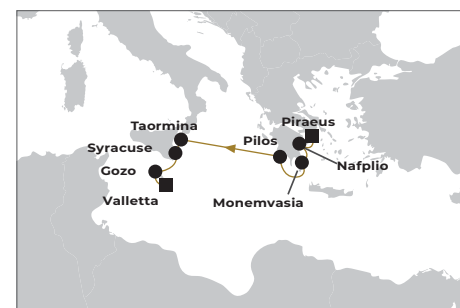 Piraeus
Taormina
Pilos
Syracuse
Nafplio
Gozo
Valletta
Monemvasia